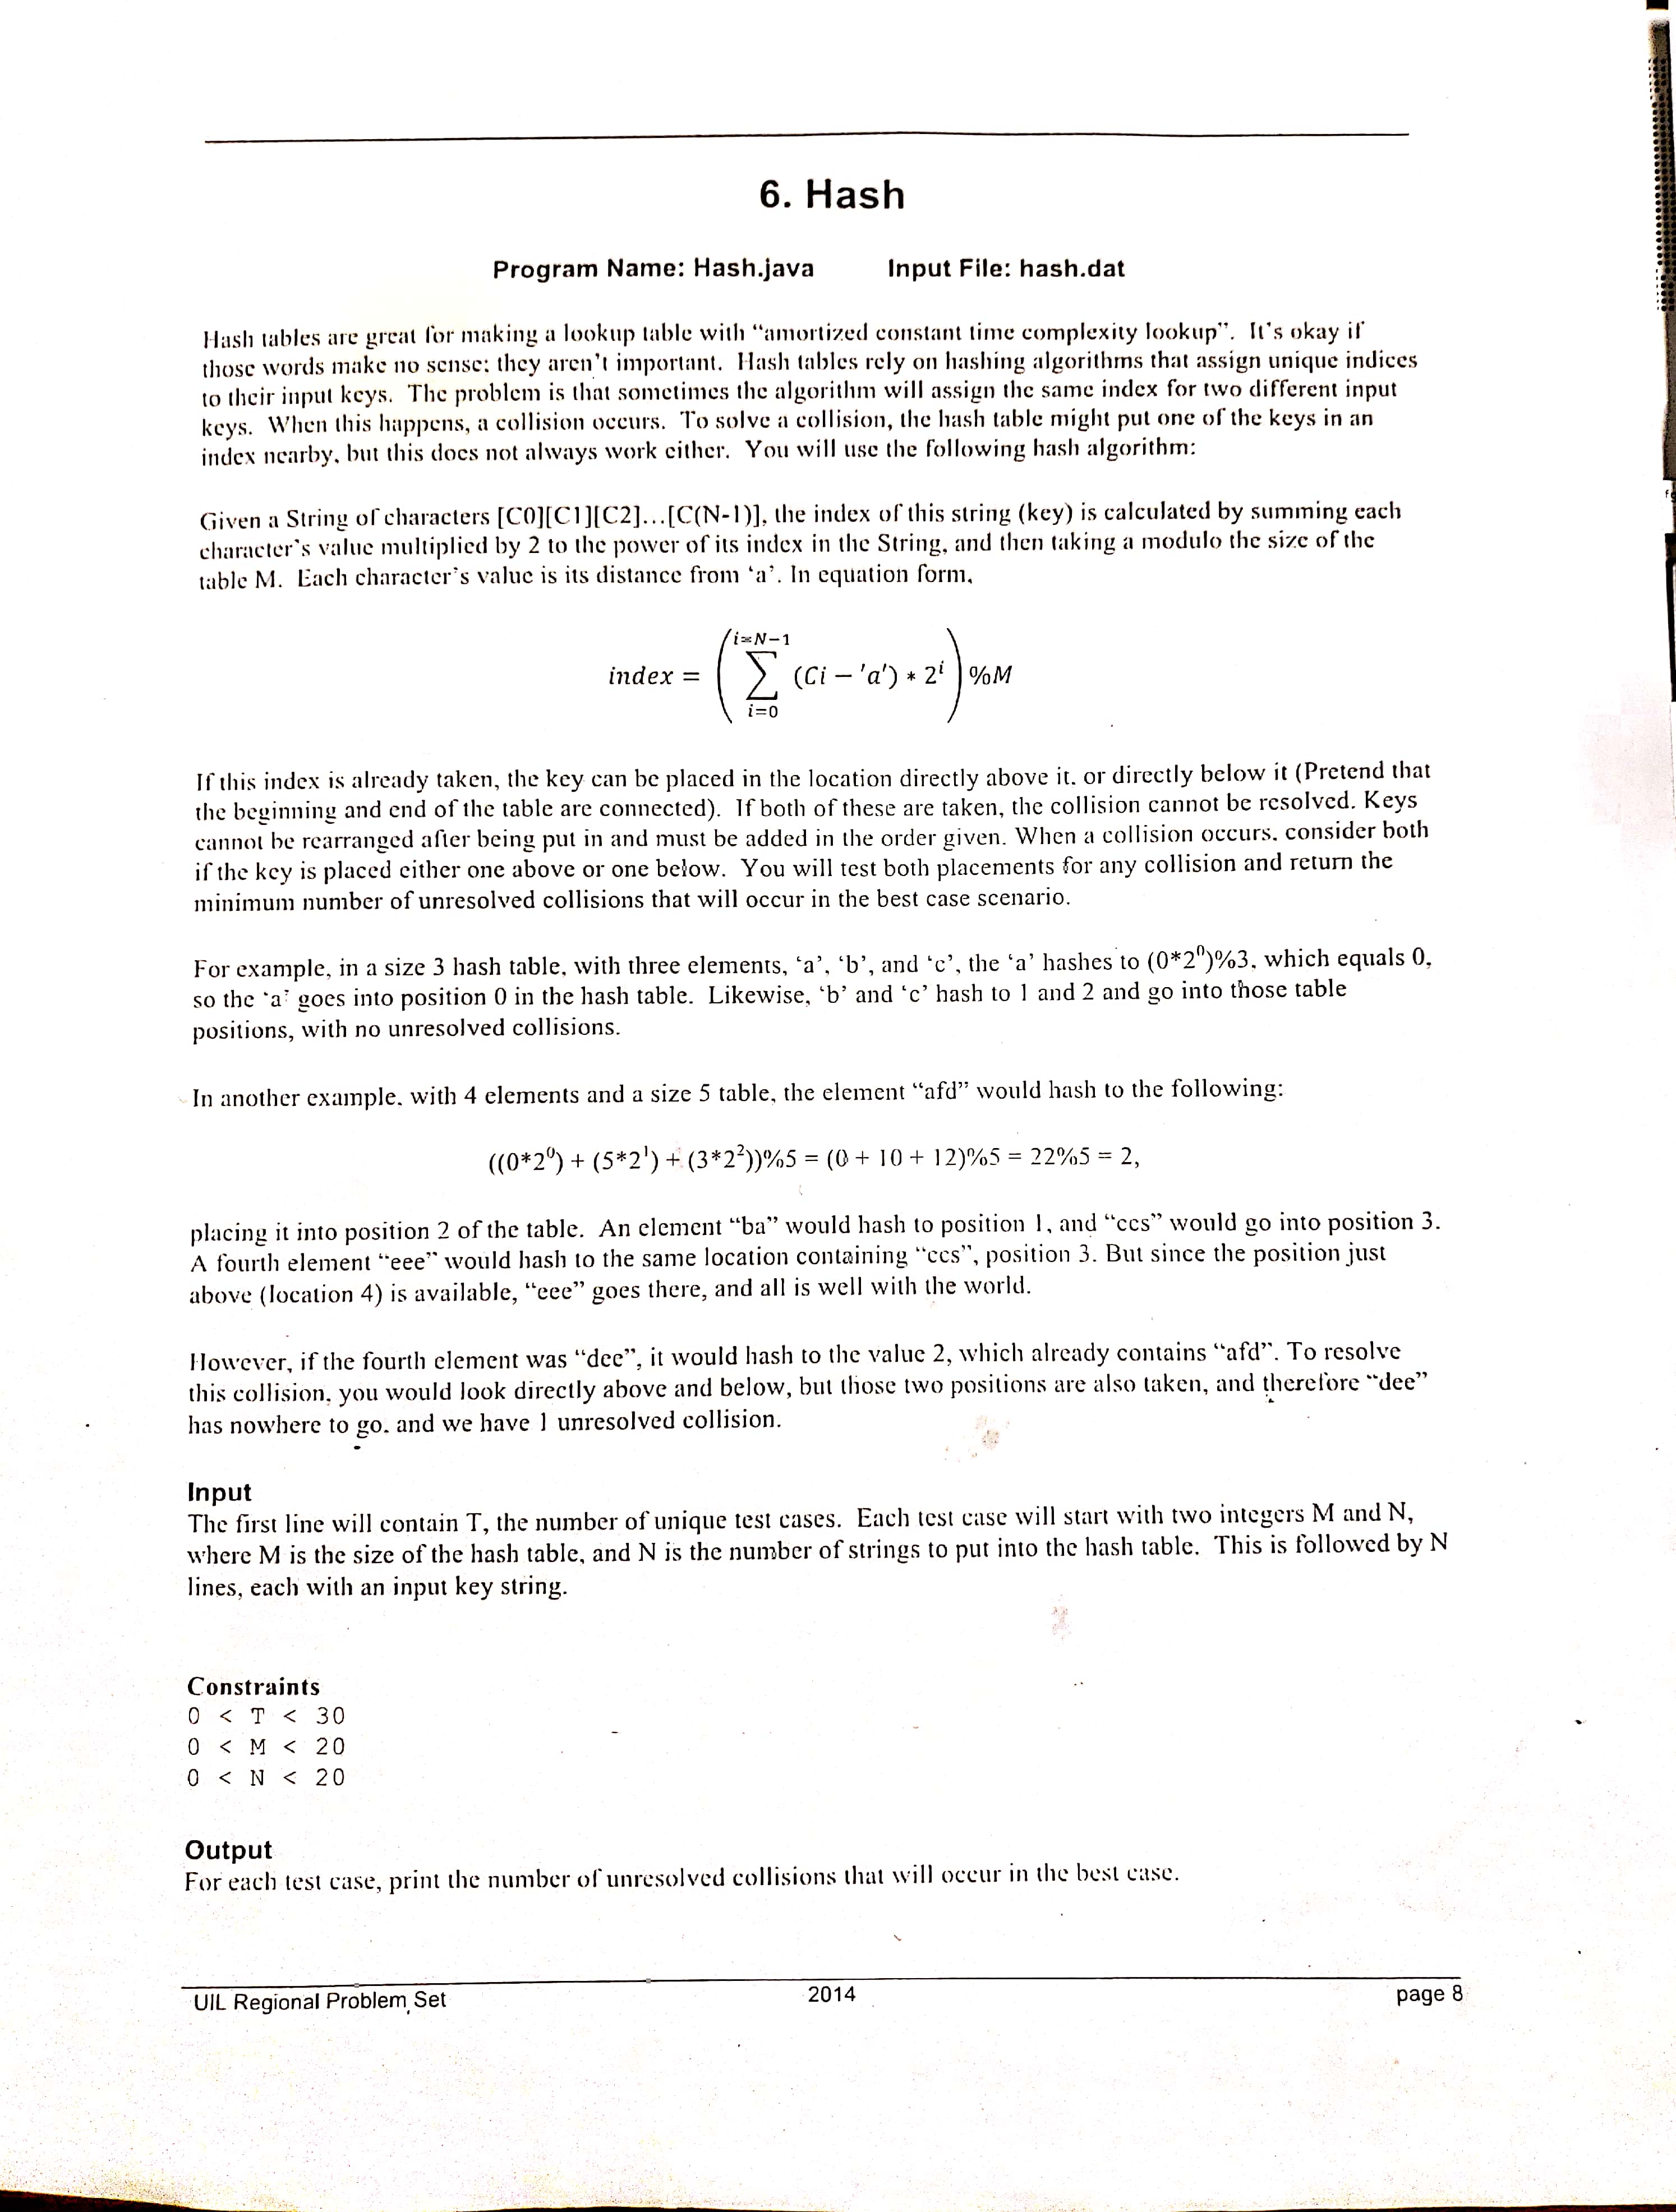 6. Hash
Program Name: Hash.java Input File: hash.dat
Hash tables are great for making a lookup table with “amortized constant time complexity lookup”. It's okay if
those words make no sense; they aren't important. Hash tables rely on hashing algorithms that assign unique indices
to their input keys. The problem is that sometimes the algorithm will assign the same index for two different input
keys. When this happens, a collision occurs. To solve a collision, the hash table might put one of the keys in an
index nearby, but this does not always work either. You will use the following hash algorithm:
Given a String of characters [C0][C1][C2]…[C(N-1)], the index of this string (key) is calculated by summing each
character's value multiplied by 2 to the power of its index in the String, and then taking a modulo the size of the
table M. Each character's value is its distance from ‘a’. In equation form,
index = ( ∑_{i=0}^{i=N−1} (Ci − 'a') * 2^i ) %M
If this index is already taken, the key can be placed in the location directly above it, or directly below it (Pretend that
the beginning and end of the table are connected). If both of these are taken, the collision cannot be resolved. Keys
cannot be rearranged after being put in and must be added in the order given. When a collision occurs, consider both
if the key is placed either one above or one below. You will test both placements for any collision and return the
minimum number of unresolved collisions that will occur in the best case scenario.
For example, in a size 3 hash table, with three elements, ‘a’, ‘b’, and ‘c’, the ‘a’ hashes to (0*2^0)%3, which equals 0,
so the ‘a’ goes into position 0 in the hash table. Likewise, ‘b’ and ‘c’ hash to 1 and 2 and go into those table
positions, with no unresolved collisions.
In another example, with 4 elements and a size 5 table, the element “afd” would hash to the following:
((0*2^0) + (5*2^1) + (3*2^2))%5 = (0 + 10 + 12)%5 = 22%5 = 2,
placing it into position 2 of the table. An element “ba” would hash to position 1, and “ccs” would go into position 3.
A fourth element “eee” would hash to the same location containing “ccs”, position 3. But since the position just
above (location 4) is available, “eee” goes there, and all is well with the world.
However, if the fourth element was “dee”, it would hash to the value 2, which already contains “afd”. To resolve
this collision, you would look directly above and below, but those two positions are also taken, and therefore “dee”
has nowhere to go, and we have 1 unresolved collision.
Input
The first line will contain T, the number of unique test cases. Each test case will start with two integers M and N,
where M is the size of the hash table, and N is the number of strings to put into the hash table. This is followed by N
lines, each with an input key string.
Constraints
0 < T < 30
0 < M < 20
0 < N < 20
Output
For each test case, print the number of unresolved collisions that will occur in the best case.
UIL Regional Problem Set 2014 page 8